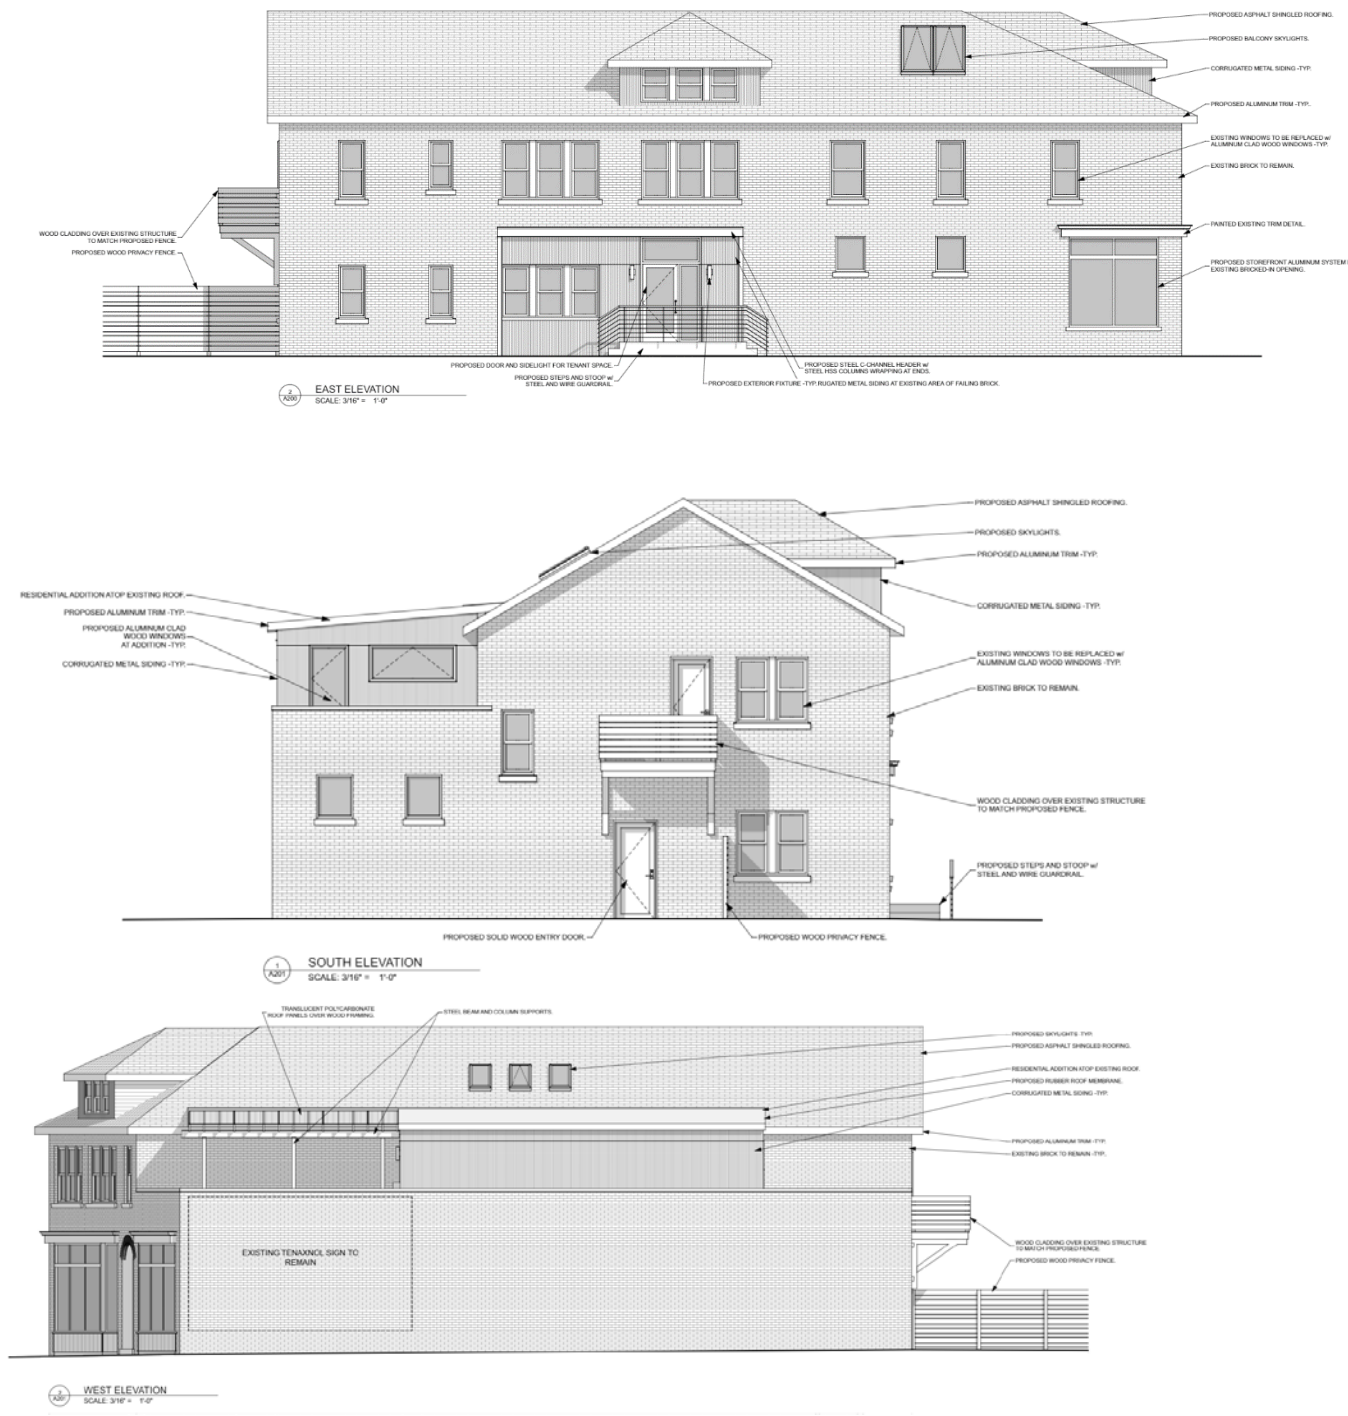 PROPOSED ASPHALT SHINGLED ROOFING.
PROPOSED BALCONY SKYLIGHTS.
CORRUGATED METAL SIDING -TYP.
PROPOSED ALUMINUM TRIM -TYP.
EXISTING WINDOWS TO BE REPLACED w/
ALUMINUM CLAD WOOD WINDOWS -TYP.
EXISTING BRICK TO REMAIN.
PAINTED EXISTING TRIM DETAIL.
PROPOSED STOREFRONT ALUMINUM SYSTEM
EXISTING BRICKED-IN OPENING.
WOOD CLADDING OVER EXISTING STRUCTURE
TO MATCH PROPOSED FENCE.
PROPOSED WOOD PRIVACY FENCE.
PROPOSED DOOR AND SIDELIGHT FOR TENANT SPACE.
PROPOSED STEPS AND STOOP w/
STEEL AND WIRE GUARDRAIL.
PROPOSED STEEL C-CHANNEL HEADER w/
STEEL HSS COLUMNS WRAPPING AT ENDS.
PROPOSED EXTERIOR FIXTURE -TYP.RUGATED METAL SIDING AT EXISTING AREA OF FAILING BRICK.
2
A200
EAST ELEVATION
SCALE: 3/16" = 1'-0"
PROPOSED ASPHALT SHINGLED ROOFING.
PROPOSED SKYLIGHTS.
PROPOSED ALUMINUM TRIM -TYP.
RESIDENTIAL ADDITION ATOP EXISTING ROOF.
PROPOSED ALUMINUM TRIM -TYP.
PROPOSED ALUMINUM CLAD
WOOD WINDOWS
AT ADDITION -TYP.
CORRUGATED METAL SIDING -TYP.
CORRUGATED METAL SIDING -TYP.
EXISTING WINDOWS TO BE REPLACED w/
ALUMINUM CLAD WOOD WINDOWS -TYP.
EXISTING BRICK TO REMAIN.
WOOD CLADDING OVER EXISTING STRUCTURE
TO MATCH PROPOSED FENCE.
PROPOSED STEPS AND STOOP w/
STEEL AND WIRE GUARDRAIL.
PROPOSED SOLID WOOD ENTRY DOOR.
PROPOSED WOOD PRIVACY FENCE.
1
A201
SOUTH ELEVATION
SCALE: 3/16" = 1'-0"
TRANSLUCENT POLYCARBONATE
ROOF PANELS OVER WOOD FRAMING.
STEEL BEAM AND COLUMN SUPPORTS.
PROPOSED SKYLIGHTS -TYP.
PROPOSED ASPHALT SHINGLED ROOFING.
RESIDENTIAL ADDITION ATOP EXISTING ROOF.
PROPOSED RUBBER ROOF MEMBRANE.
CORRUGATED METAL SIDING -TYP.
PROPOSED ALUMINUM TRIM -TYP.
EXISTING BRICK TO REMAIN -TYP.
EXISTING TENAXNOL SIGN TO
REMAIN
WOOD CLADDING OVER EXISTING STRUCTURE
TO MATCH PROPOSED FENCE.
PROPOSED WOOD PRIVACY FENCE.
2
A201
WEST ELEVATION
SCALE: 3/16" = 1'-0"